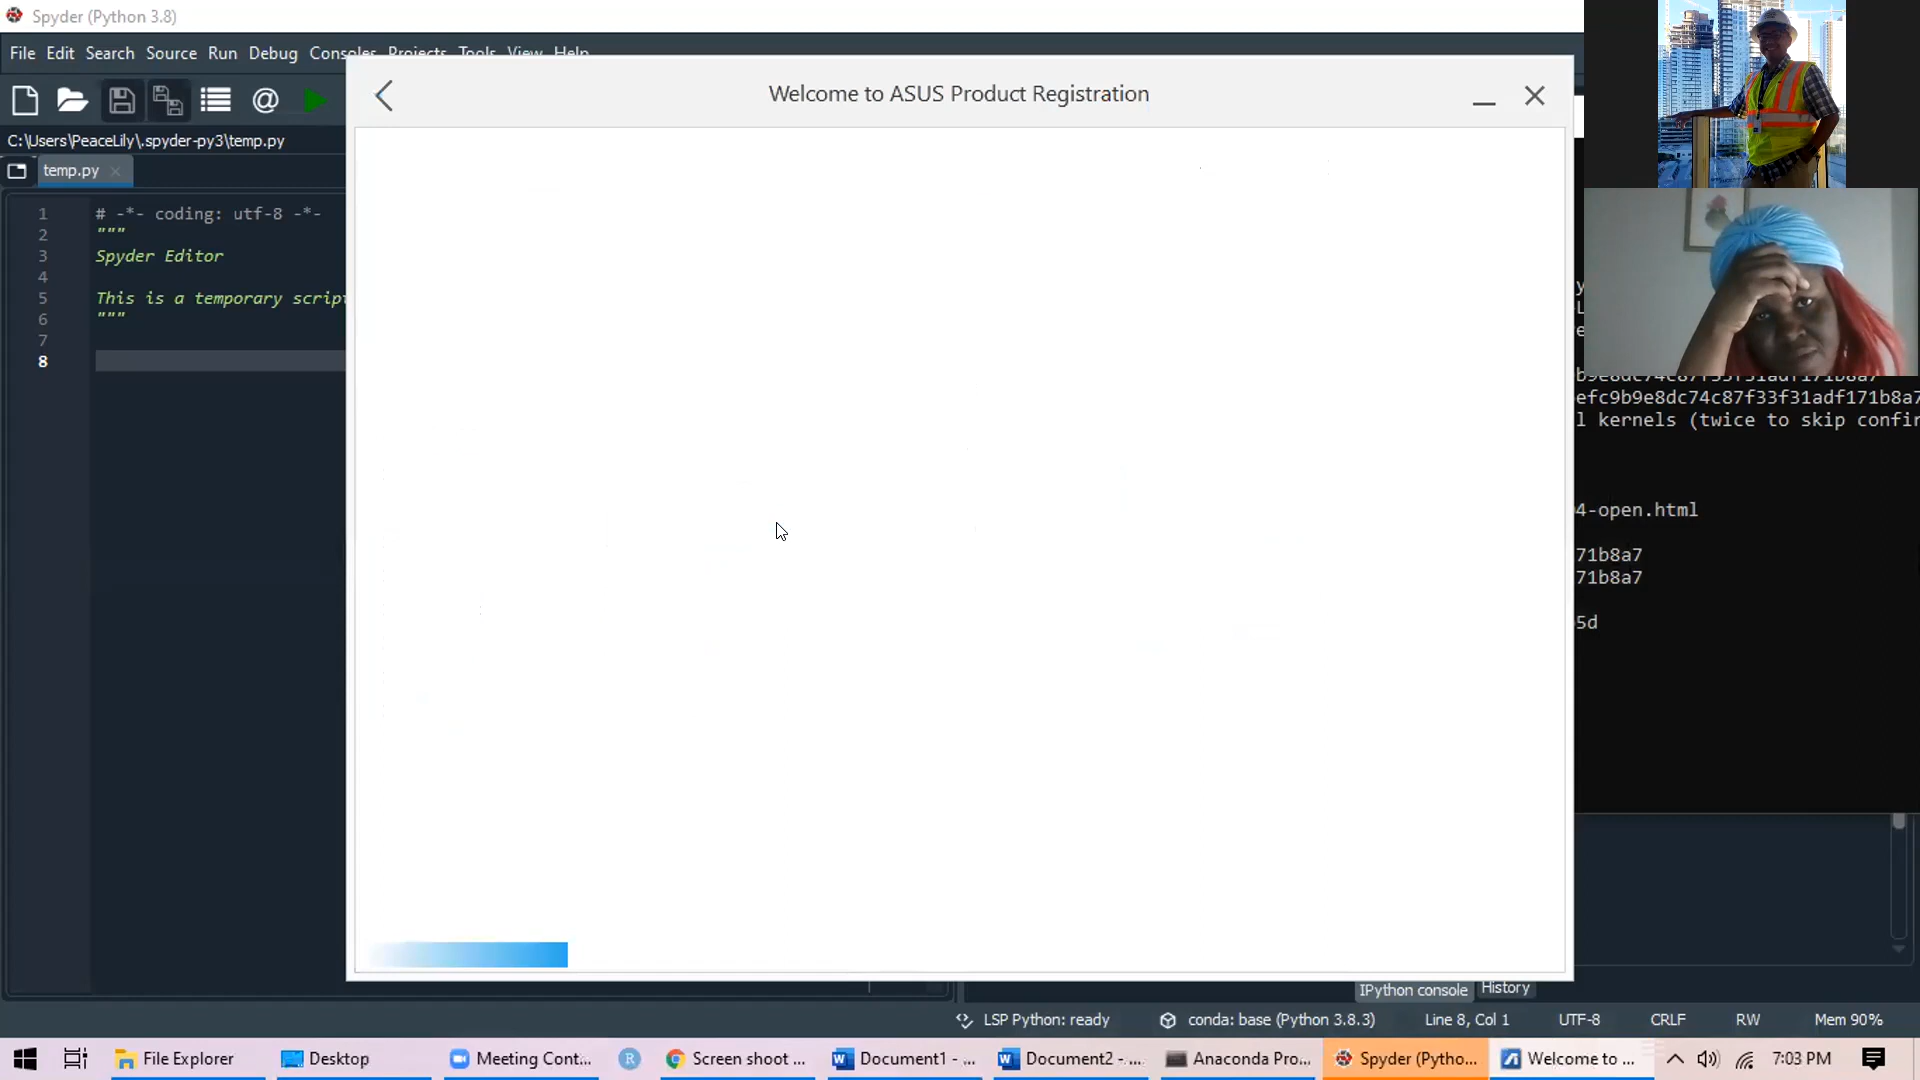 Spyder (Python 3.8)
File Edit Search Source Run Debug Consoles Projects Tools View Help
Welcome to ASUS Product Registration
C:\Users\PeaceLily\.spyder-py3\temp.py
temp.py
1 # -*- coding: utf-8 -*-
2 """
3 Spyder Editor
4
5 This is a temporary script
6 """
7
8
efc9b9e8dc74c87f33f31adf171b8a7
l kernels (twice to skip confir
4-open.html
71b8a7
71b8a7
5d
IPython console History
LSP Python: ready conda: base (Python 3.8.3) Line 8, Col 1 UTF-8 CRLF RW Mem 90%
File Explorer Desktop Meeting Cont... Screen shoot ... Document1 - ... Document2 - ... Anaconda Pro... Spyder (Pytho... Welcome to ... 7:03 PM